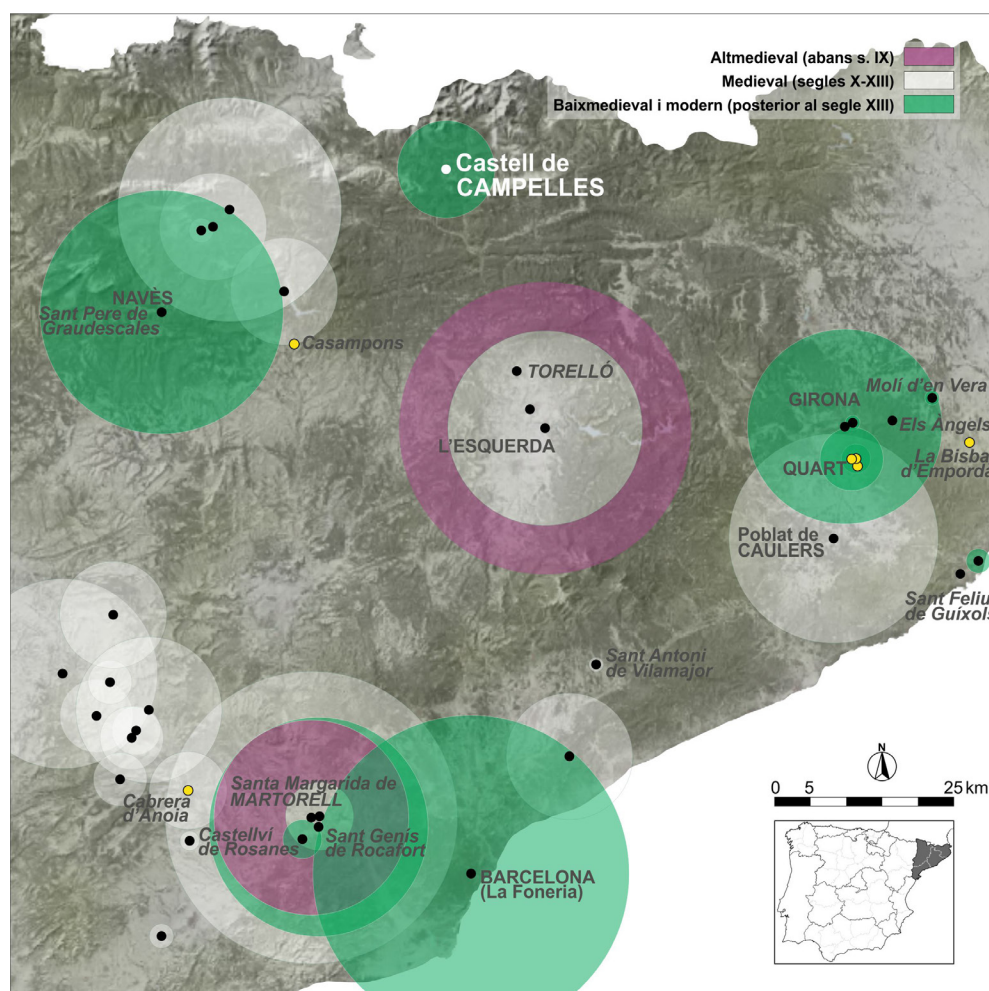 Altmedieval (abans s. IX)
Medieval (segles X-XIII)
Baixmedieval i modern (posterior al segle XIII)
Castell de
CAMPELLES
NAVÈS
Sant Pere de
Graudescales
Casampons
TORELLÓ
L'ESQUERDA
Molí d'en Vera
GIRONA
Els Àngels
La Bisba
d'Empordà
QUART
Poblat de
CAULERS
Sant Feliu
de Guíxols
Sant Antoni
de Vilamajor
Santa Margarida de
MARTORELL
Cabrera
d'Anoia
Castellví
de Rosanes
Sant Genís
de Rocafort
BARCELONA
(La Foneria)
N
0 5 25 km